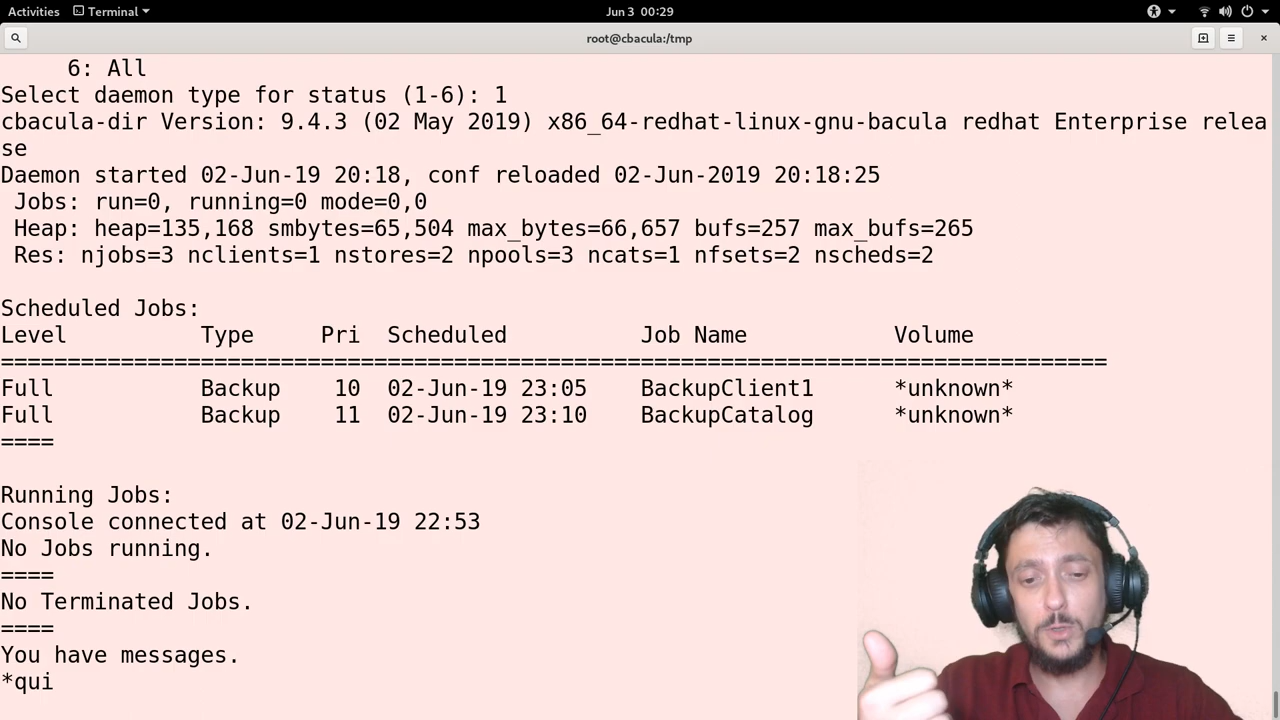 Activities Terminal Jun 3 00:29
root@cbacula:/tmp
6: All
Select daemon type for status (1-6): 1
cbacula-dir Version: 9.4.3 (02 May 2019) x86_64-redhat-linux-gnu-bacula redhat Enterprise relea
se
Daemon started 02-Jun-19 20:18, conf reloaded 02-Jun-2019 20:18:25
Jobs: run=0, running=0 mode=0,0
Heap: heap=135,168 smbytes=65,504 max_bytes=66,657 bufs=257 max_bufs=265
Res: njobs=3 nclients=1 nstores=2 npools=3 ncats=1 nfsets=2 nscheds=2
Scheduled Jobs:
Level Type Pri Scheduled Job Name Volume
===================================================================================
Full Backup 10 02-Jun-19 23:05 BackupClient1 *unknown*
Full Backup 11 02-Jun-19 23:10 BackupCatalog *unknown*
====
Running Jobs:
Console connected at 02-Jun-19 22:53
No Jobs running.
====
No Terminated Jobs.
====
You have messages.
*qui